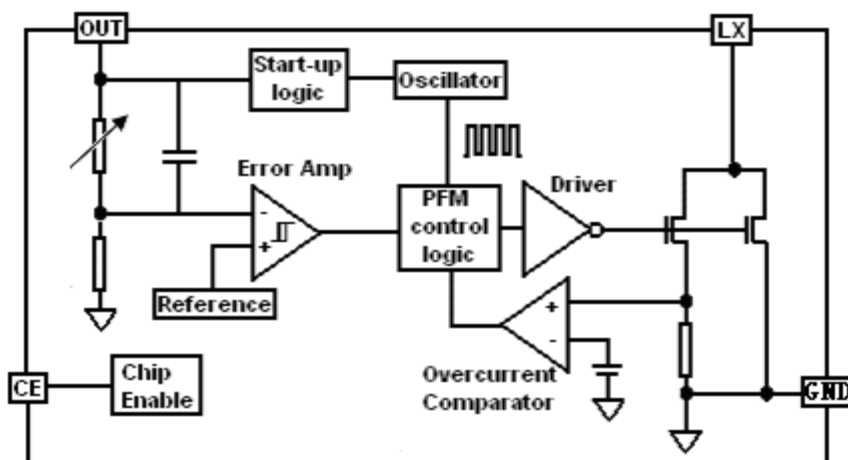 OUT
LX
Start-up
logic
Oscillator
Error Amp
PFM
control
logic
Driver
-
+
Reference
+
-
Overcurrent
Comparator
CE
Chip
Enable
GND